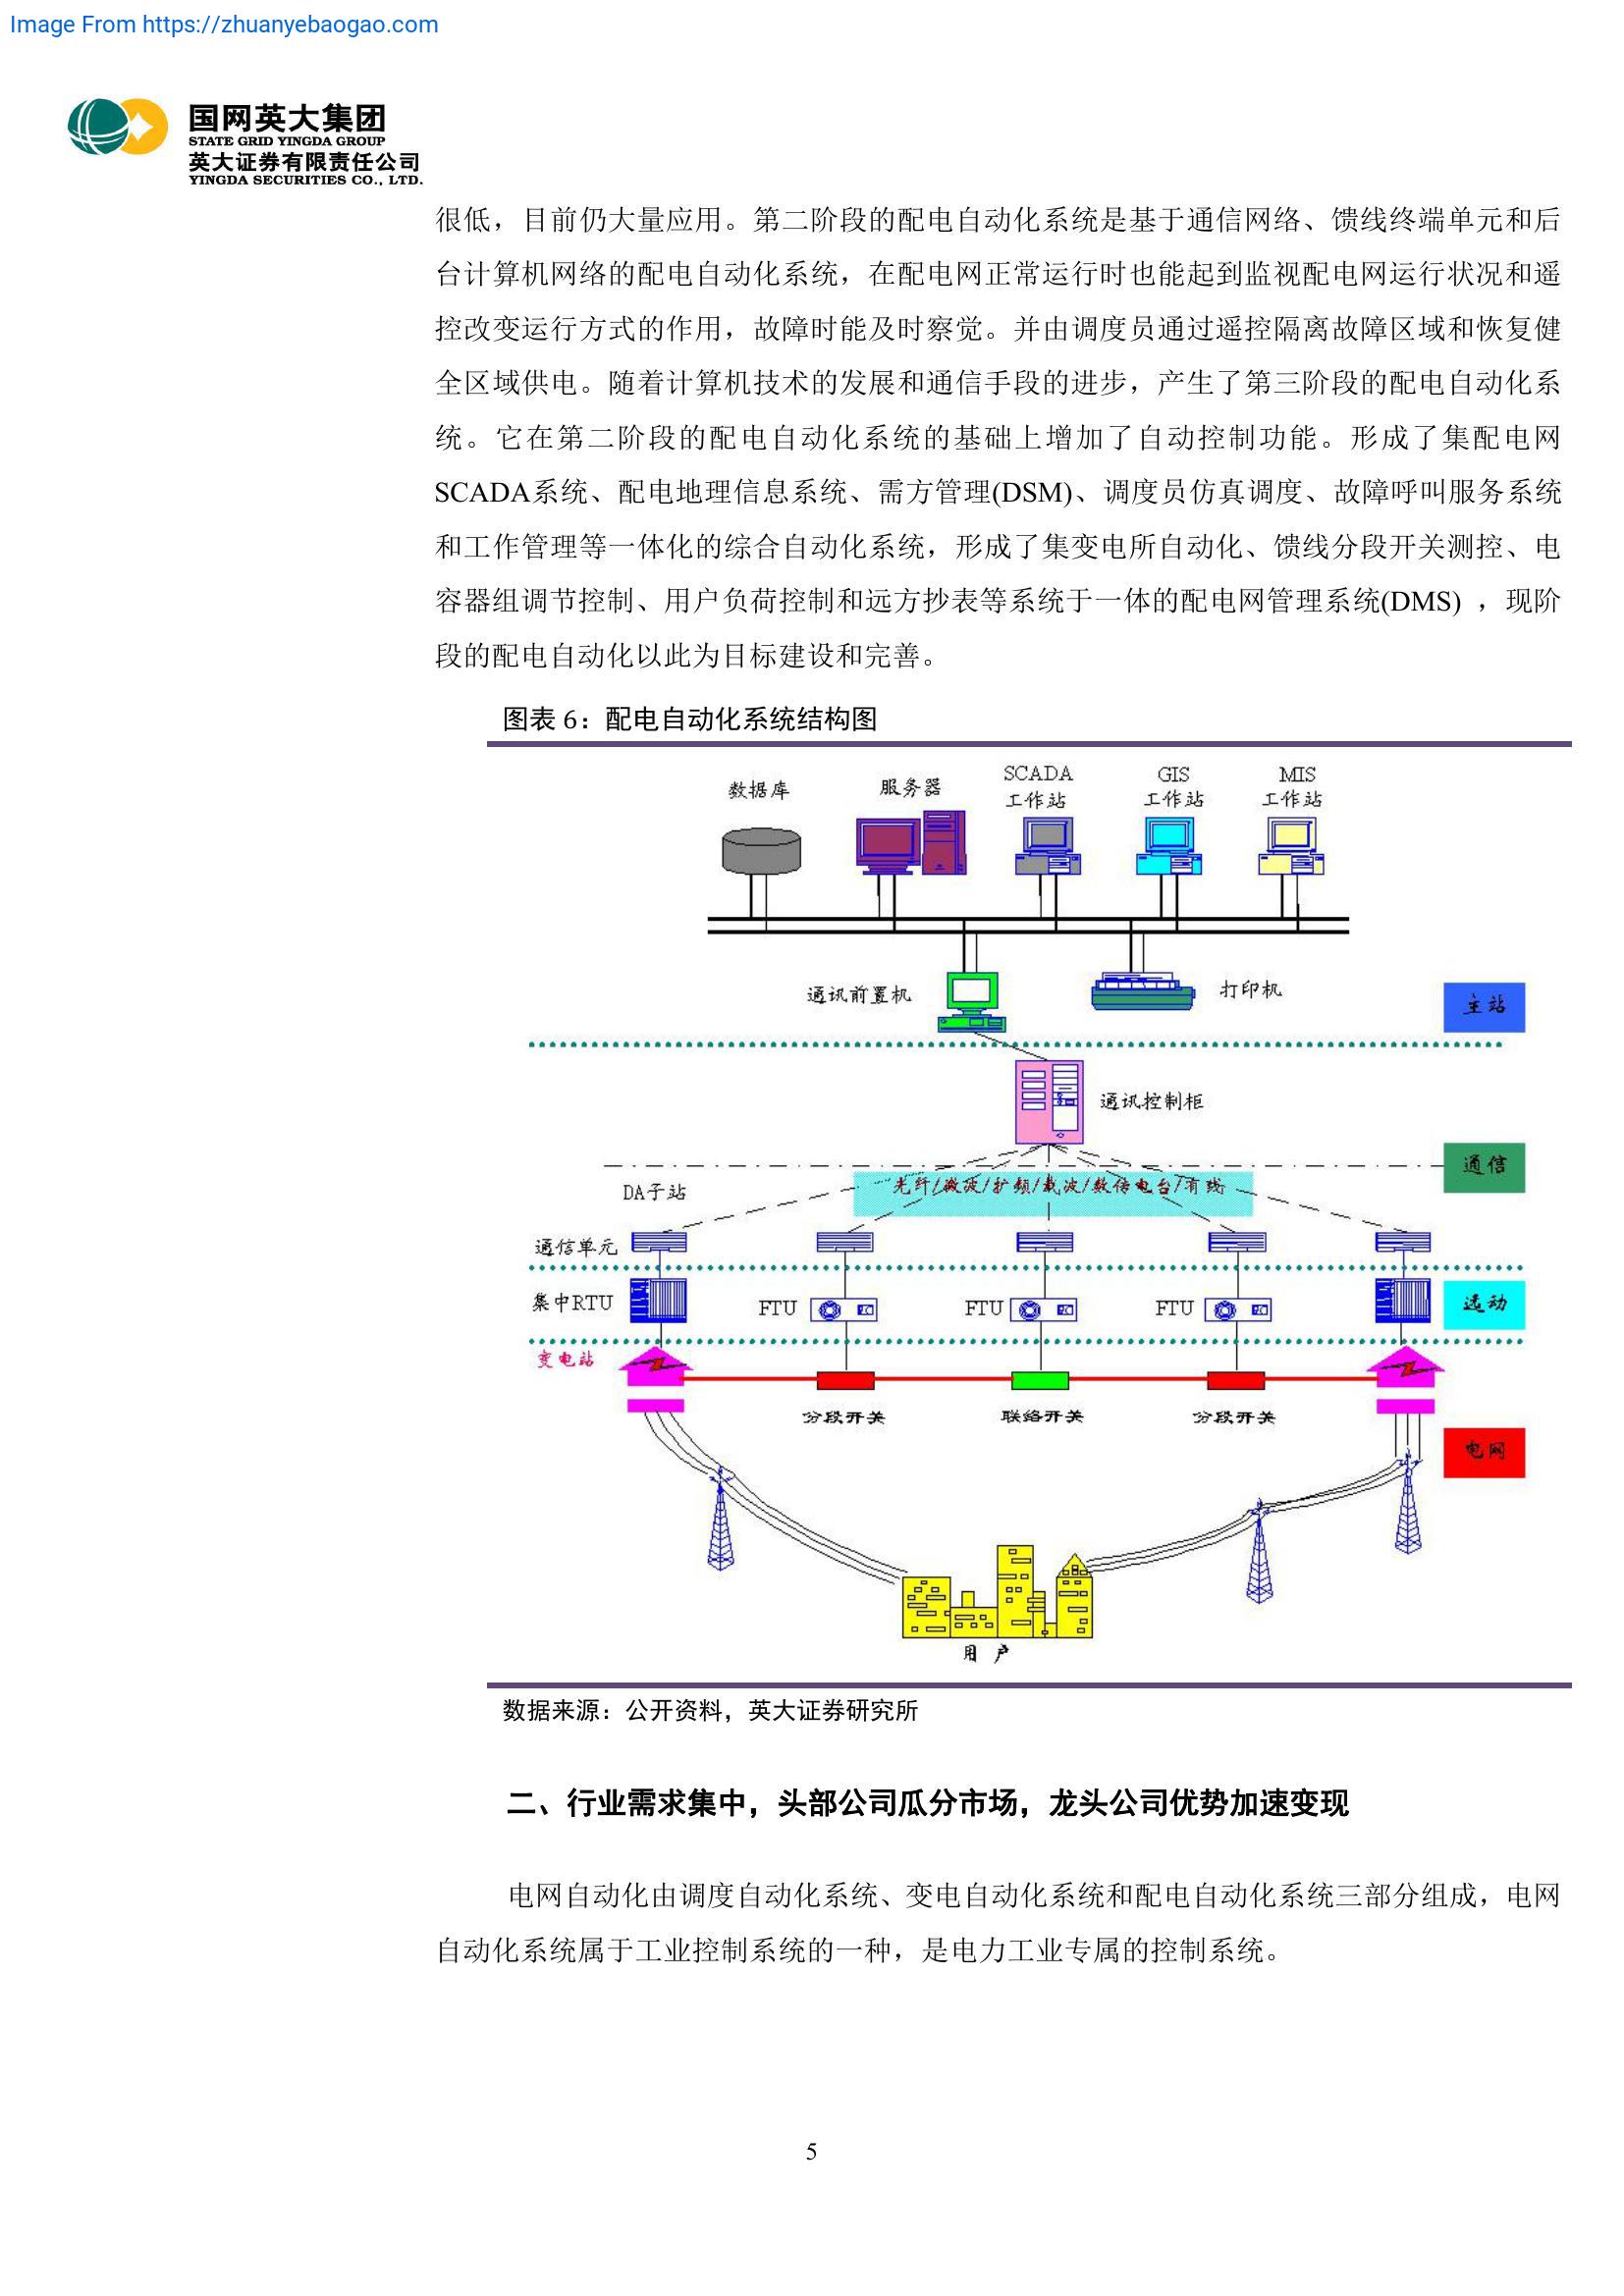 Image From https://zhuanyebaogao.com
国网英大集团
STATE GRID YINGDA GROUP
英大证券有限责任公司
YINGDA SECURITIES CO., LTD.
很低，目前仍大量应用。第二阶段的配电自动化系统是基于通信网络、馈线终端单元和后
台计算机网络的配电自动化系统，在配电网正常运行时也能起到监视配电网运行状况和遥
控改变运行方式的作用，故障时能及时察觉。并由调度员通过遥控隔离故障区域和恢复健
全区域供电。随着计算机技术的发展和通信手段的进步，产生了第三阶段的配电自动化系
统。它在第二阶段的配电自动化系统的基础上增加了自动控制功能。形成了集配电网
SCADA系统、配电地理信息系统、需方管理(DSM)、调度员仿真调度、故障呼叫服务系统
和工作管理等一体化的综合自动化系统，形成了集变电所自动化、馈线分段开关测控、电
容器组调节控制、用户负荷控制和远方抄表等系统于一体的配电网管理系统(DMS) ，现阶
段的配电自动化以此为目标建设和完善。
图表 6：配电自动化系统结构图
数据库
服务器
SCADA
工作站
GIS
工作站
MIS
工作站
通讯前置机
打印机
主站
通讯控制柜
通信
DA子站
光纤/微波/扩频/载波/数传电台/有线
通信单元
集中RTU
FTU
FTU
FTU
远动
变电站
分段开关
联络开关
分段开关
电网
用户
数据来源：公开资料，英大证券研究所
二、行业需求集中，头部公司瓜分市场，龙头公司优势加速变现
电网自动化由调度自动化系统、变电自动化系统和配电自动化系统三部分组成，电网
自动化系统属于工业控制系统的一种，是电力工业专属的控制系统。
5